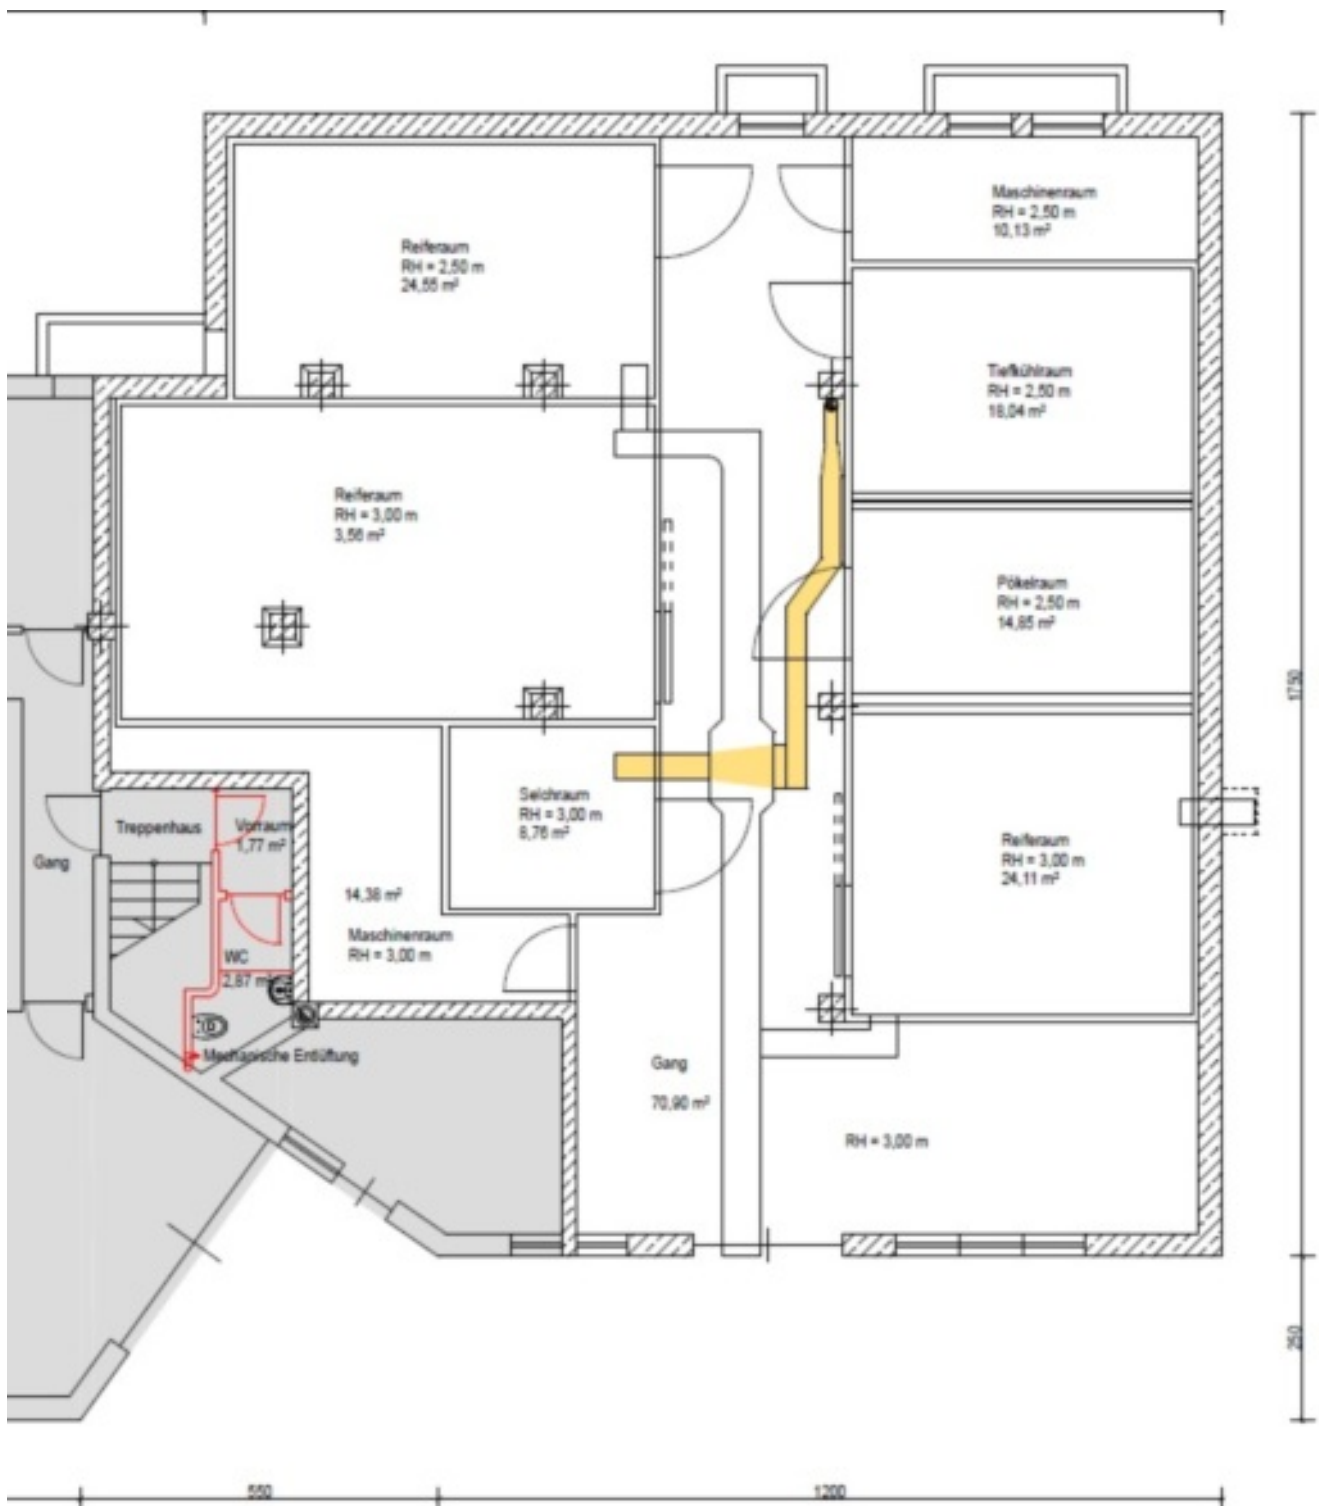 Maschinenraum
RH = 2,50 m
10,13 m²
Reiferaum
RH = 2,50 m
24,55 m²
Tiefkühlraum
RH = 2,50 m
18,04 m²
Reiferaum
RH = 3,00 m
3,56 m²
Pökelraum
RH = 2,50 m
14,85 m²
1750
Selchraum
RH = 3,00 m
8,76 m²
Treppenhaus
Vorraum
1,77 m²
Gang
Reiferaum
RH = 3,00 m
24,11 m²
14,38 m²
Maschinenraum
RH = 3,00 m
WC
2,87 m²
Mechanische Entlüftung
Gang
70,90 m²
RH = 3,00 m
250
550
1200